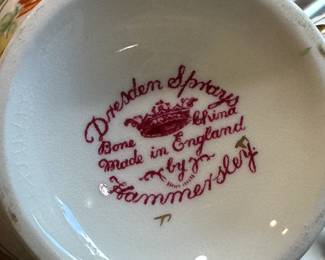 Dresden Sprays
Bone China
Made in England
by
Hammersley